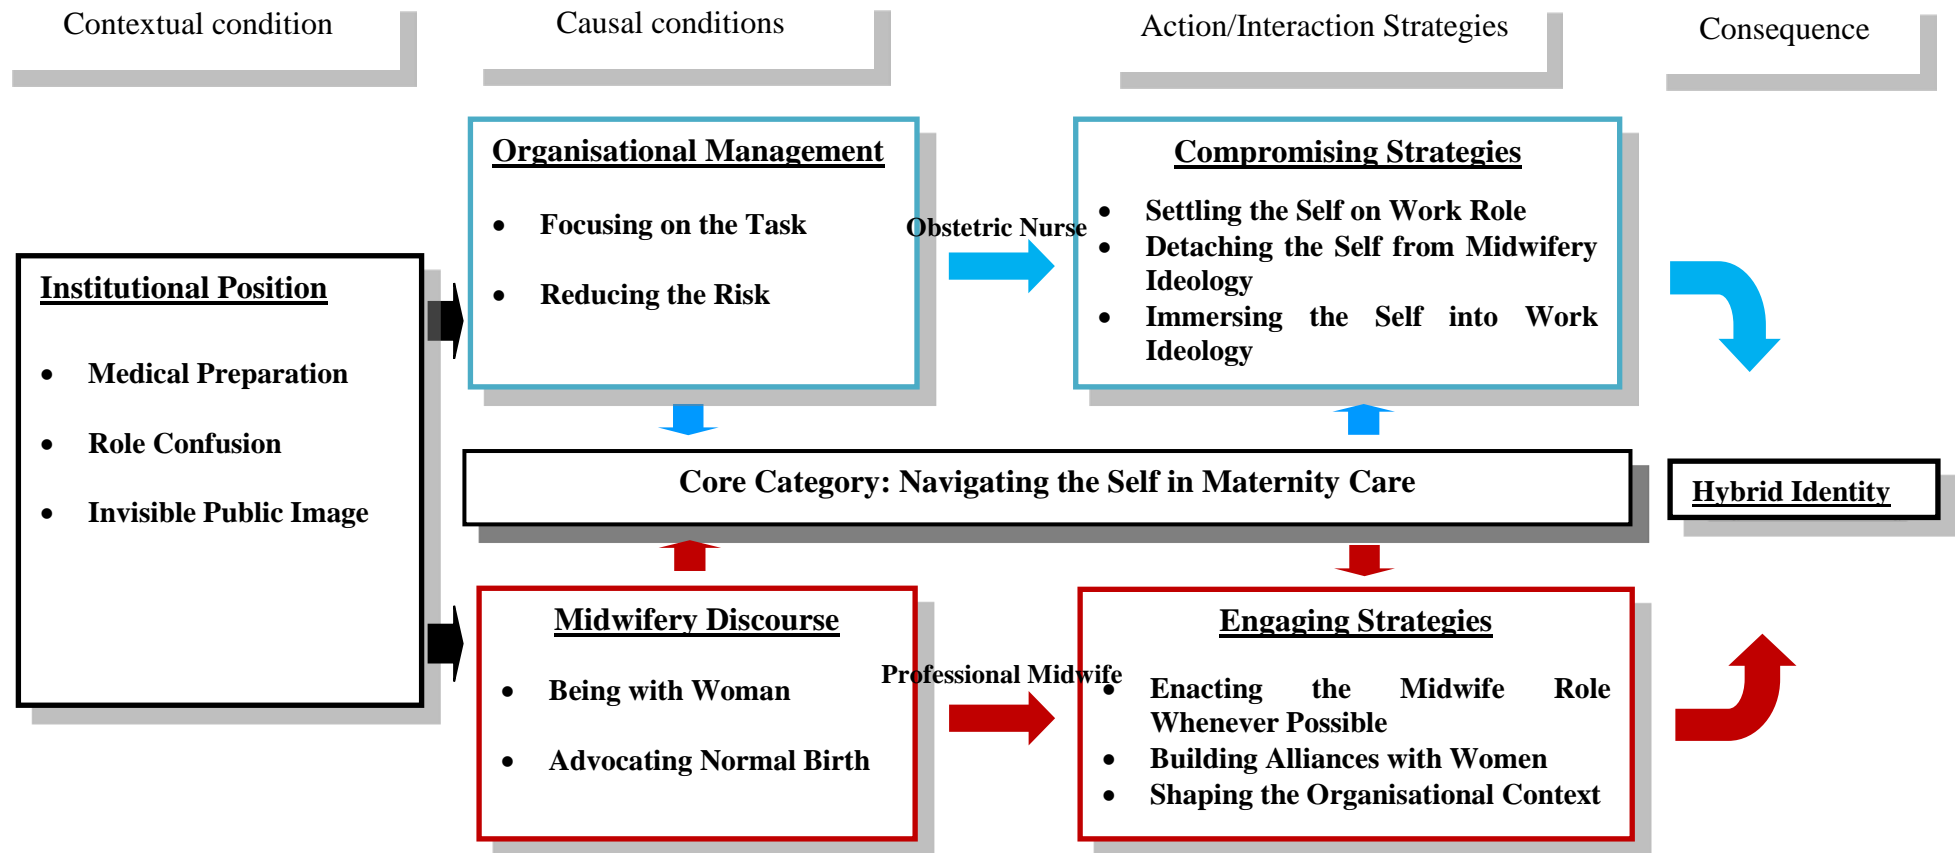 Contextual condition
Causal conditions
Action/Interaction Strategies
Consequence
Institutional Position
• Medical Preparation
• Role Confusion
• Invisible Public Image
Organisational Management
• Focusing on the Task
• Reducing the Risk
Obstetric Nurse
Compromising Strategies
• Settling the Self on Work Role
• Detaching the Self from Midwifery
Ideology
• Immersing the Self into Work
Ideology
Core Category: Navigating the Self in Maternity Care
Hybrid Identity
Midwifery Discourse
• Being with Woman
• Advocating Normal Birth
Professional Midwife
Engaging Strategies
• Enacting the Midwife Role
Whenever Possible
• Building Alliances with Women
• Shaping the Organisational Context